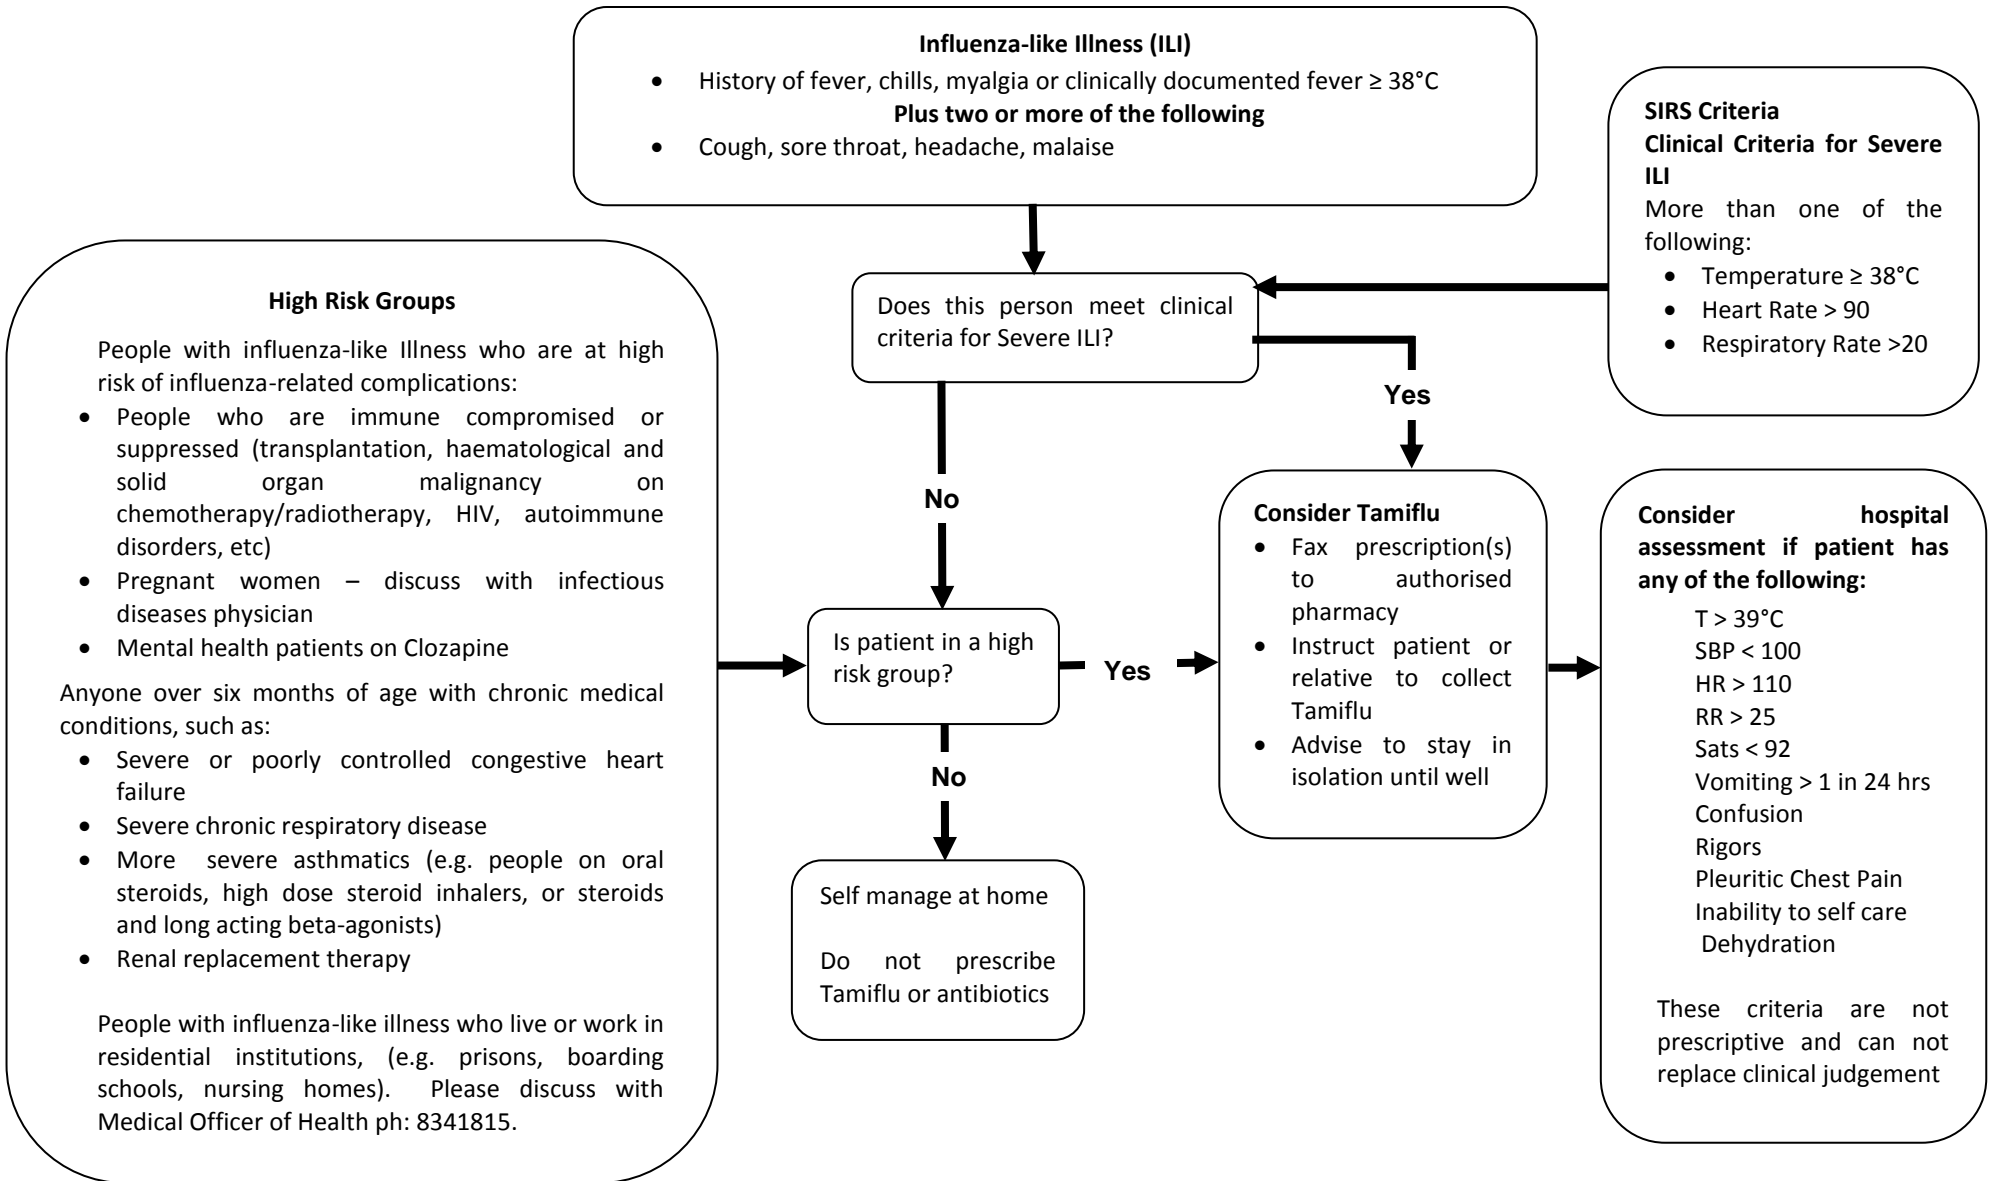 Influenza-like Illness (ILI)
• History of fever, chills, myalgia or clinically documented fever ≥ 38°C
Plus two or more of the following
• Cough, sore throat, headache, malaise
SIRS Criteria
Clinical Criteria for Severe
ILI
More than one of the
following:
• Temperature ≥ 38°C
• Heart Rate > 90
• Respiratory Rate >20
High Risk Groups
People with influenza-like Illness who are at high
risk of influenza-related complications:
• People who are immune compromised or
suppressed (transplantation, haematological and
solid organ malignancy on
chemotherapy/radiotherapy, HIV, autoimmune
disorders, etc)
• Pregnant women – discuss with infectious
diseases physician
• Mental health patients on Clozapine
Anyone over six months of age with chronic medical
conditions, such as:
• Severe or poorly controlled congestive heart
failure
• Severe chronic respiratory disease
• More severe asthmatics (e.g. people on oral
steroids, high dose steroid inhalers, or steroids
and long acting beta-agonists)
• Renal replacement therapy
People with influenza-like illness who live or work in
residential institutions, (e.g. prisons, boarding
schools, nursing homes). Please discuss with
Medical Officer of Health ph: 8341815.
Does this person meet clinical
criteria for Severe ILI?
Yes
No
Is patient in a high
risk group?
Yes
No
Self manage at home
Do not prescribe
Tamiflu or antibiotics
Consider Tamiflu
• Fax prescription(s)
to authorised
pharmacy
• Instruct patient or
relative to collect
Tamiflu
• Advise to stay in
isolation until well
Consider hospital
assessment if patient has
any of the following:
T > 39°C
SBP < 100
HR > 110
RR > 25
Sats < 92
Vomiting > 1 in 24 hrs
Confusion
Rigors
Pleuritic Chest Pain
Inability to self care
Dehydration
These criteria are not
prescriptive and can not
replace clinical judgement